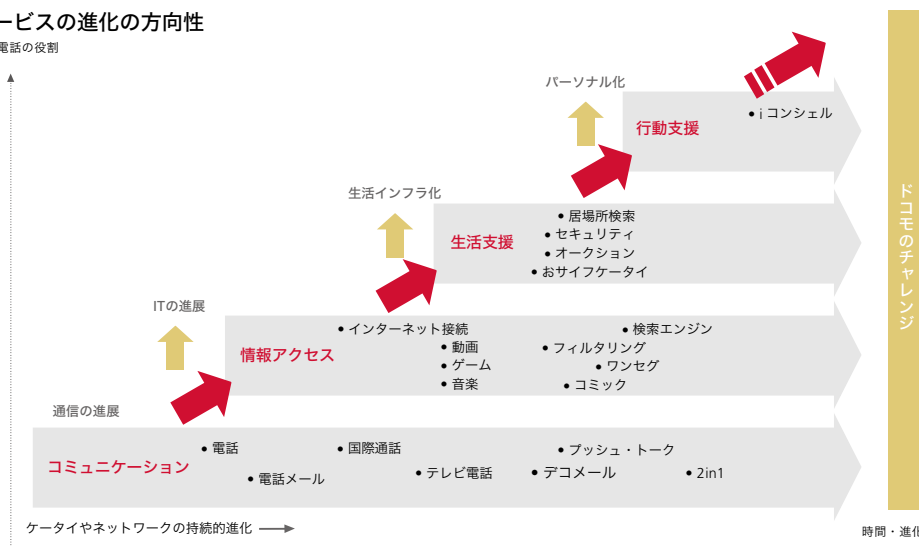 ービスの進化の方向性
電話の役割
パーソナル化
行動支援
• i コンシェル
生活インフラ化
生活支援
• 居場所検索
• セキュリティ
• オークション
• おサイフケータイ
ITの進展
情報アクセス
• インターネット接続
• 動画
• ゲーム
• 音楽
• 検索エンジン
• フィルタリング
• ワンセグ
• コミック
通信の進展
コミュニケーション
• 電話
• 国際通話
• プッシュ・トーク
• 電話メール
• テレビ電話
• デコメール
• 2in1
ケータイやネットワークの持続的進化
時間・進化
ドコモのチャレンジ